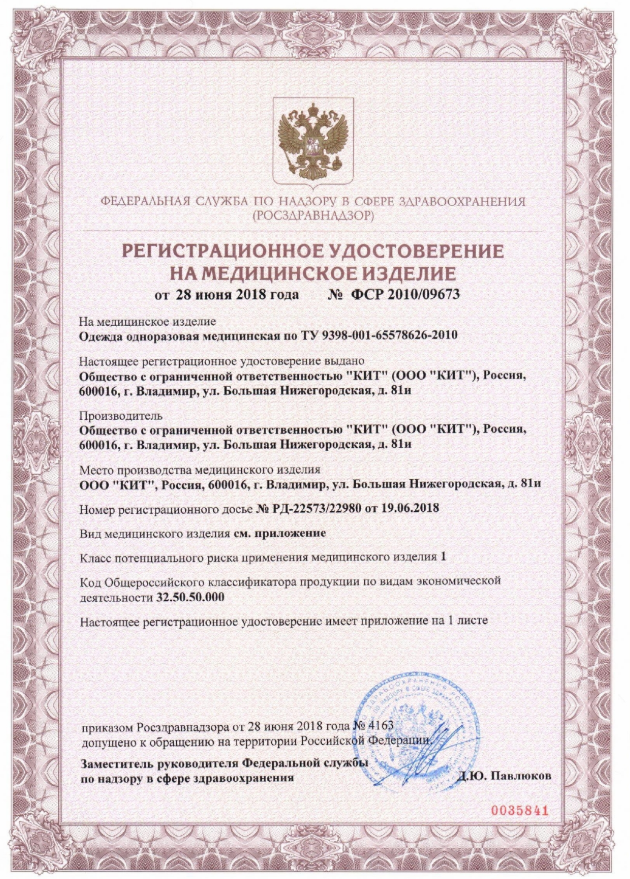 ФЕДЕРАЛЬНАЯ СЛУЖБА ПО НАДЗОРУ В СФЕРЕ ЗДРАВООХРАНЕНИЯ
(РОСЗДРАВНАДЗОР)
РЕГИСТРАЦИОННОЕ УДОСТОВЕРЕНИЕ
НА МЕДИЦИНСКОЕ ИЗДЕЛИЕ
от 28 июня 2018 года № ФСР 2010/09673
На медицинское изделие
Одежда одноразовая медицинская по ТУ 9398-001-65578626-2010
Настоящее регистрационное удостоверение выдано
Общество с ограниченной ответственностью "КИТ" (ООО "КИТ"), Россия,
600016, г. Владимир, ул. Большая Нижегородская, д. 81и
Производитель
Общество с ограниченной ответственностью "КИТ" (ООО "КИТ"), Россия,
600016, г. Владимир, ул. Большая Нижегородская, д. 81и
Место производства медицинского изделия
ООО "КИТ", Россия, 600016, г. Владимир, ул. Большая Нижегородская, д. 81и
Номер регистрационного досье № РД-22573/22980 от 19.06.2018
Вид медицинского изделия см. приложение
Класс потенциального риска применения медицинского изделия 1
Код Общероссийского классификатора продукции по видам экономической
деятельности 32.50.50.000
Настоящее регистрационное удостоверение имеет приложение на 1 листе
приказом Росздравнадзора от 28 июня 2018 года № 4163
допущено к обращению на территории Российской Федерации.
Заместитель руководителя Федеральной службы
по надзору в сфере здравоохранения
Д.Ю. Павлюков
0035841